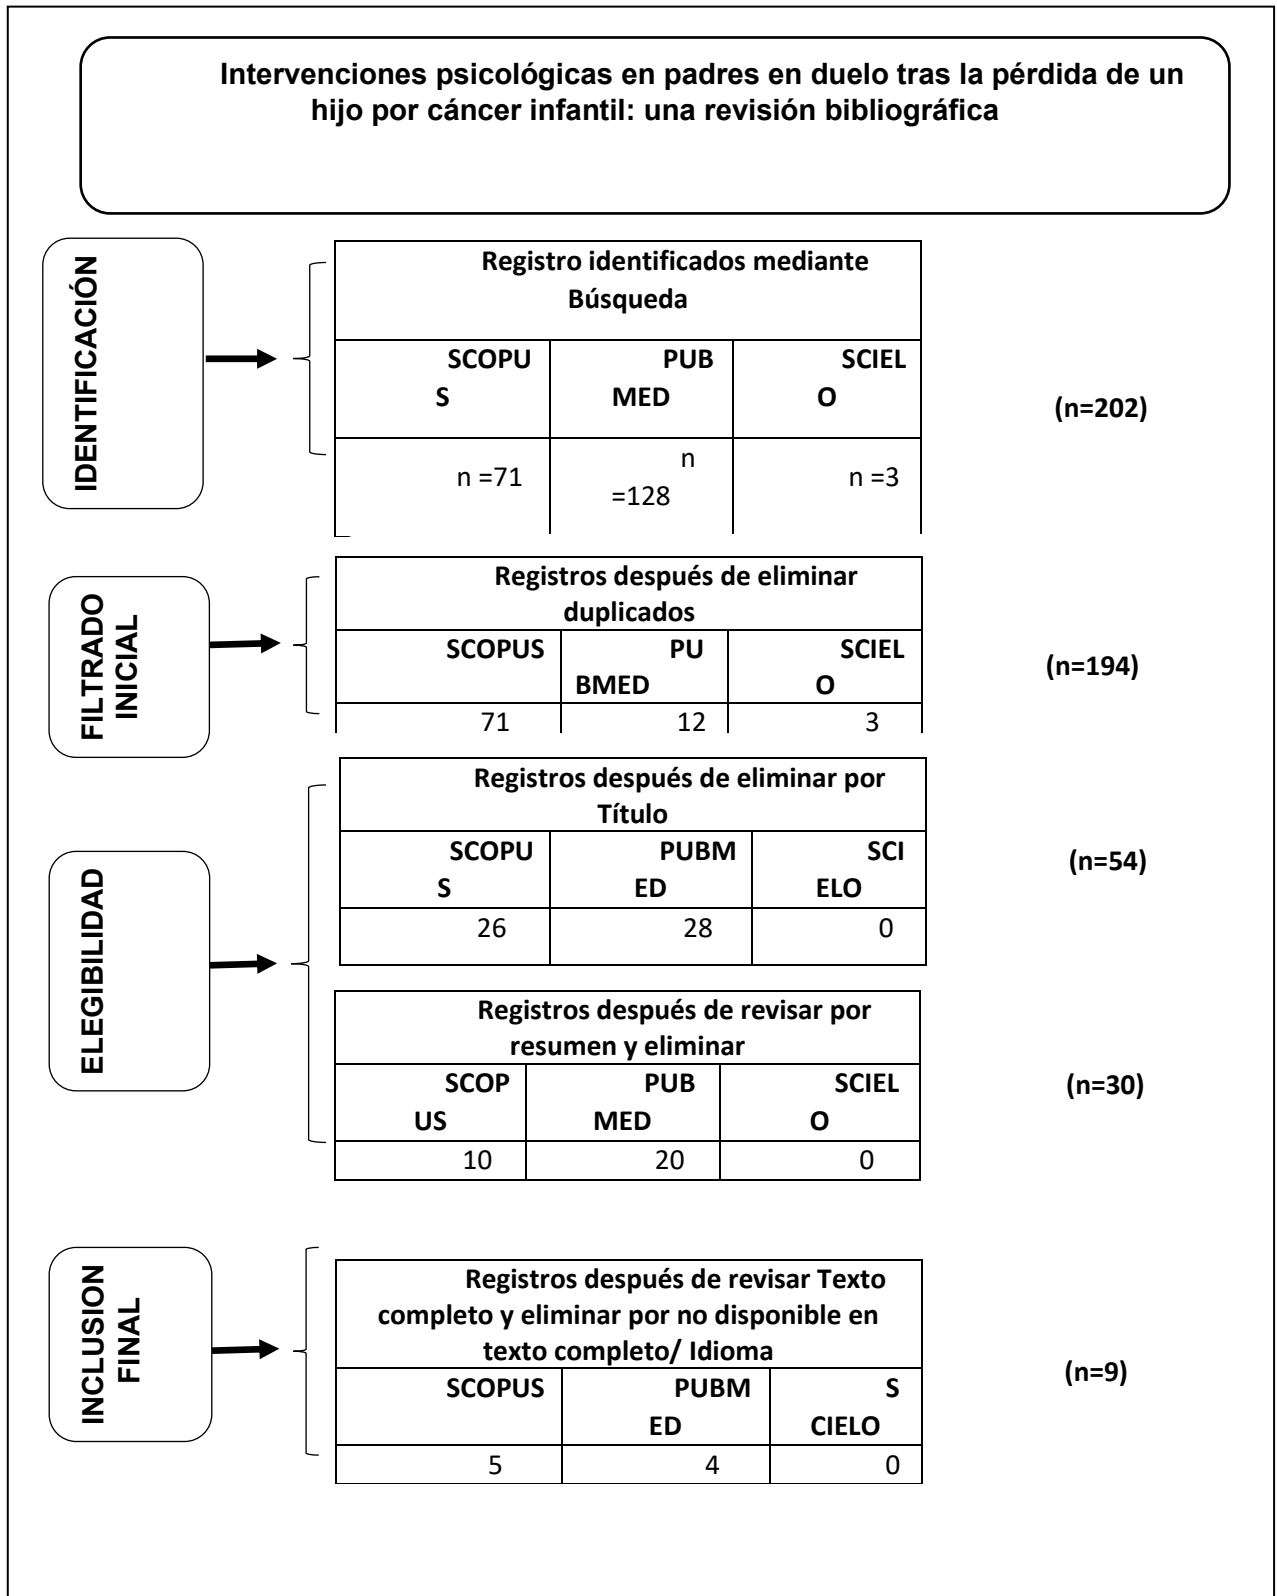 Intervenciones psicológicas en padres en duelo tras la pérdida de un
hijo por cáncer infantil: una revisión bibliográfica
IDENTIFICACIÓN
Registro identificados mediante
Búsqueda
SCOPU
S
PUB
MED
SCIEL
O
n =71
n
=128
n =3
(n=202)
FILTRADO
INICIAL
Registros después de eliminar
duplicados
SCOPUS
PU
BMED
SCIEL
O
71
12
3
(n=194)
ELEGIBILIDAD
Registros después de eliminar por
Título
SCOPU
S
PUBM
ED
SCI
ELO
26
28
0
(n=54)
Registros después de revisar por
resumen y eliminar
SCOP
US
PUB
MED
SCIEL
O
10
20
0
(n=30)
INCLUSION
FINAL
Registros después de revisar Texto
completo y eliminar por no disponible en
texto completo/ Idioma
SCOPUS
PUBM
ED
S
CIELO
5
4
0
(n=9)